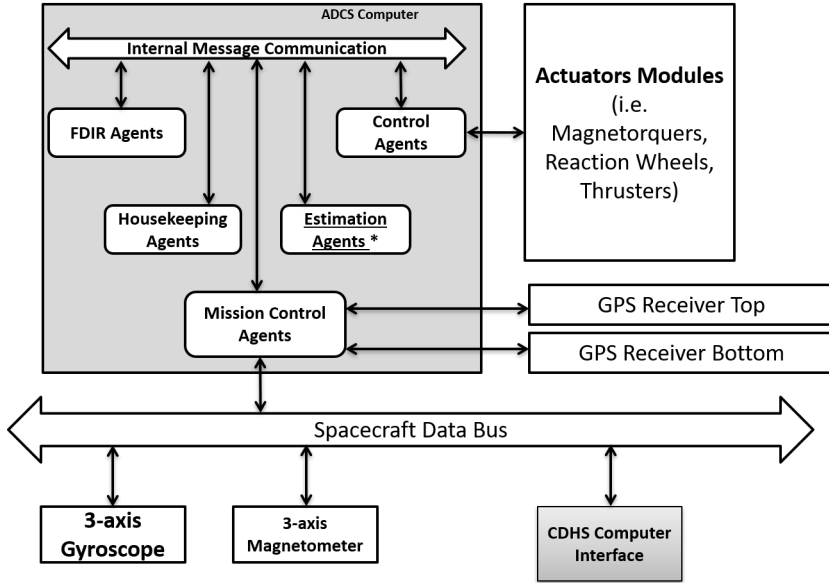 ADCS Computer
Internal Message Communication
FDIR Agents
Control
Agents
Actuators Modules
(i.e.
Magnetorquers,
Reaction Wheels,
Thrusters)
Housekeeping
Agents
Estimation
Agents *
Mission Control
Agents
GPS Receiver Top
GPS Receiver Bottom
Spacecraft Data Bus
3-axis
Gyroscope
3-axis
Magnetometer
CDHS Computer
Interface